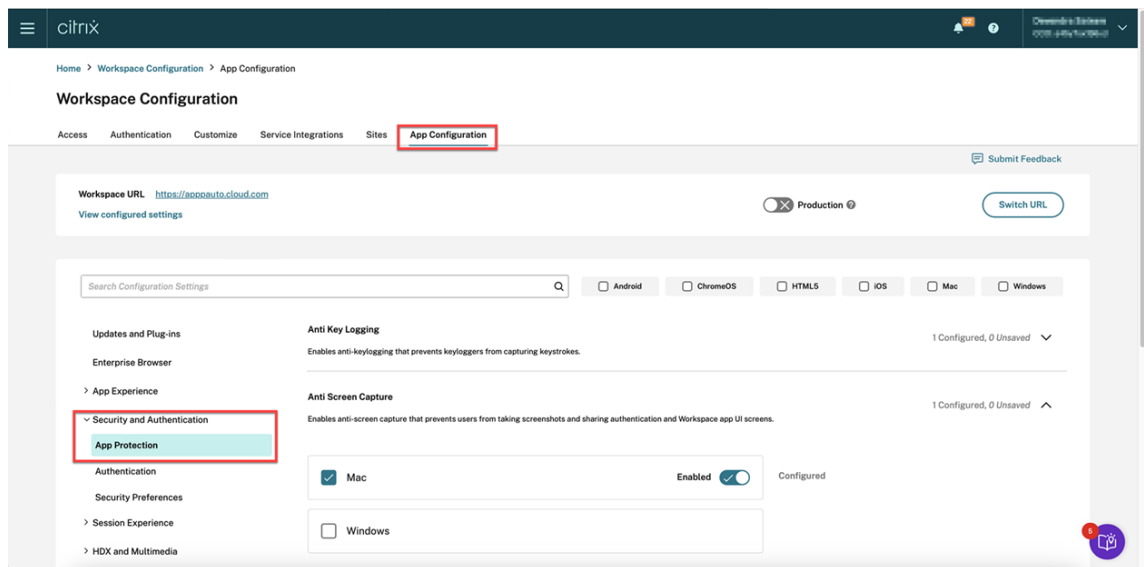 citrix
22
Home > Workspace Configuration > App Configuration
Workspace Configuration
Access Authentication Customize Service Integrations Sites App Configuration
Submit Feedback
Workspace URL https://apppauto.cloud.com
View configured settings
Production
Switch URL
Search Configuration Settings
Android ChromeOS HTML5 iOS Mac Windows
Updates and Plug-ins
Enterprise Browser
App Experience
Security and Authentication
App Protection
Authentication
Security Preferences
Session Experience
HDX and Multimedia
Anti Key Logging
1 Configured, 0 Unsaved
Enables anti-keylogging that prevents keyloggers from capturing keystrokes.
Anti Screen Capture
1 Configured, 0 Unsaved
Enables anti-screen capture that prevents users from taking screenshots and sharing authentication and Workspace app UI screens.
Mac Enabled Configured
Windows
5